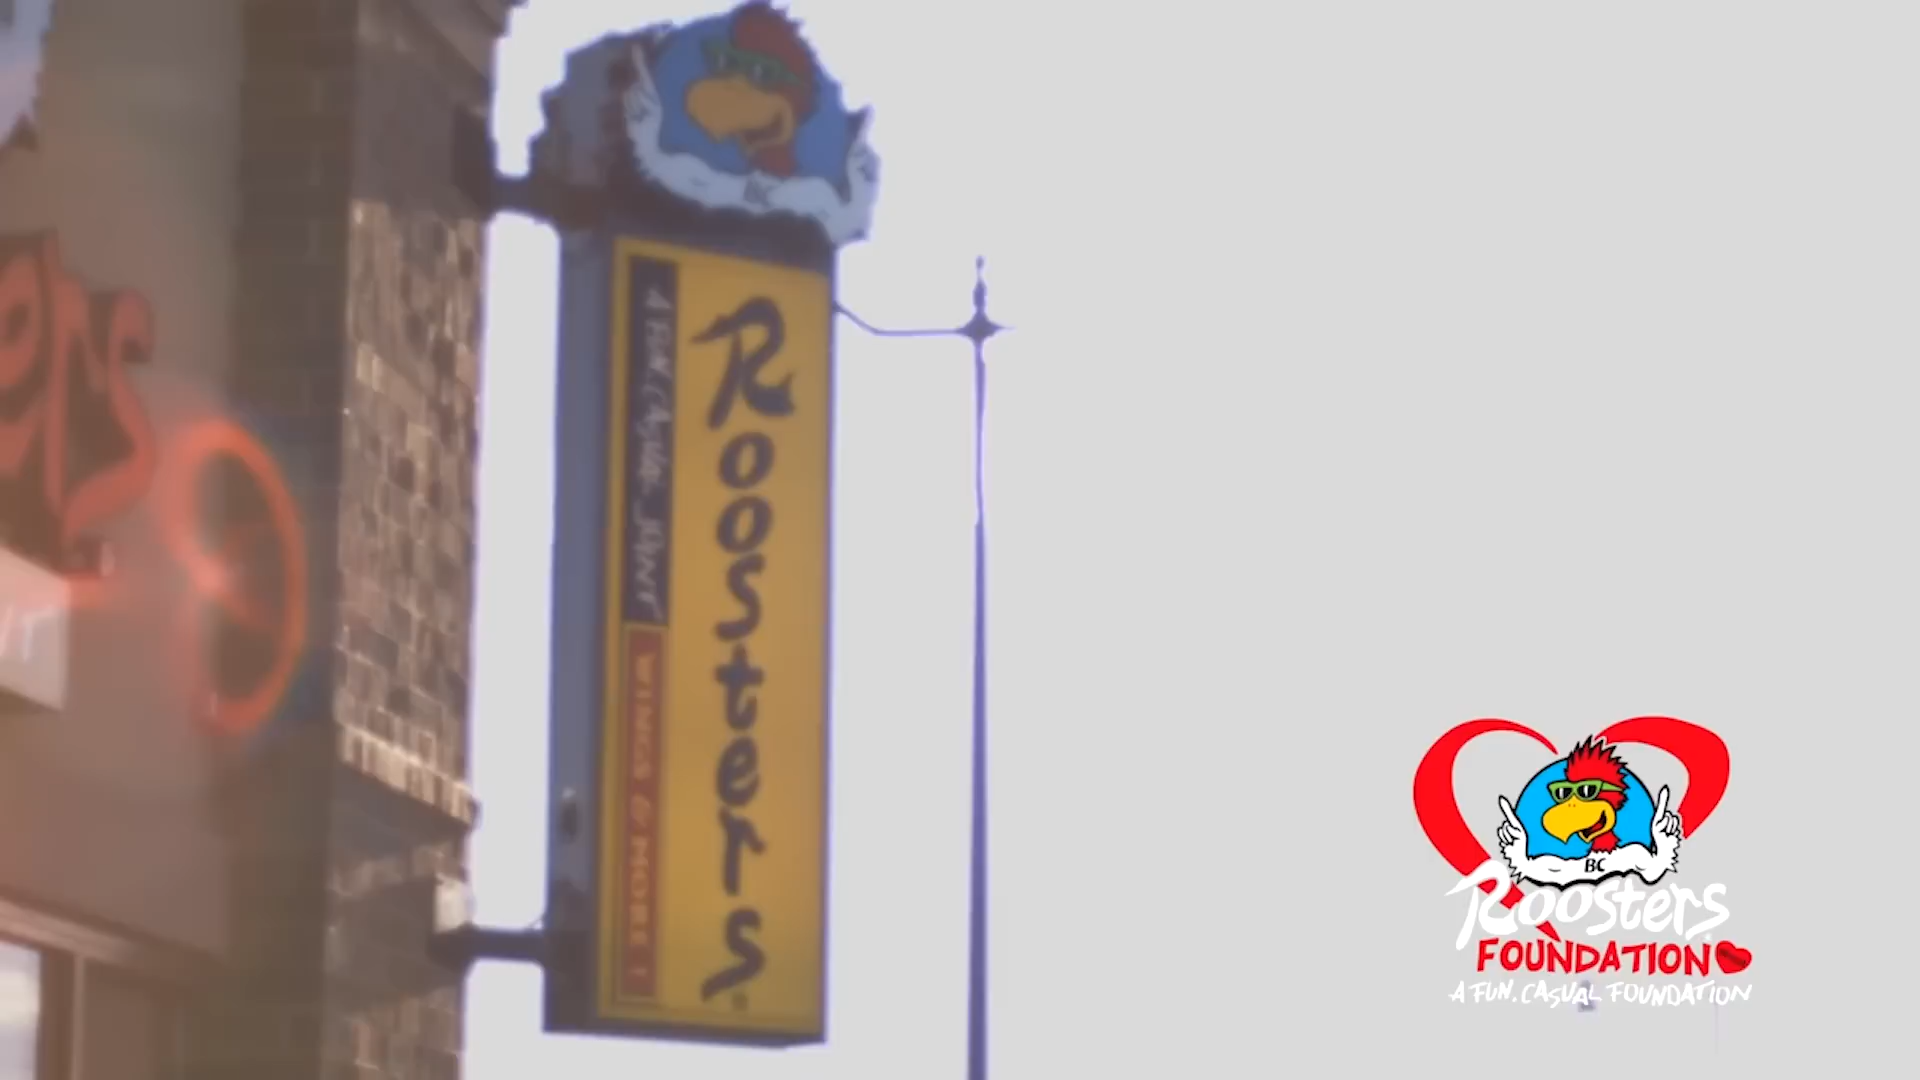 Roosters
A FUN, CASUAL JOINT
WINGS & MORE!
BC
Roosters
FOUNDATION
A FUN, CASUAL FOUNDATION